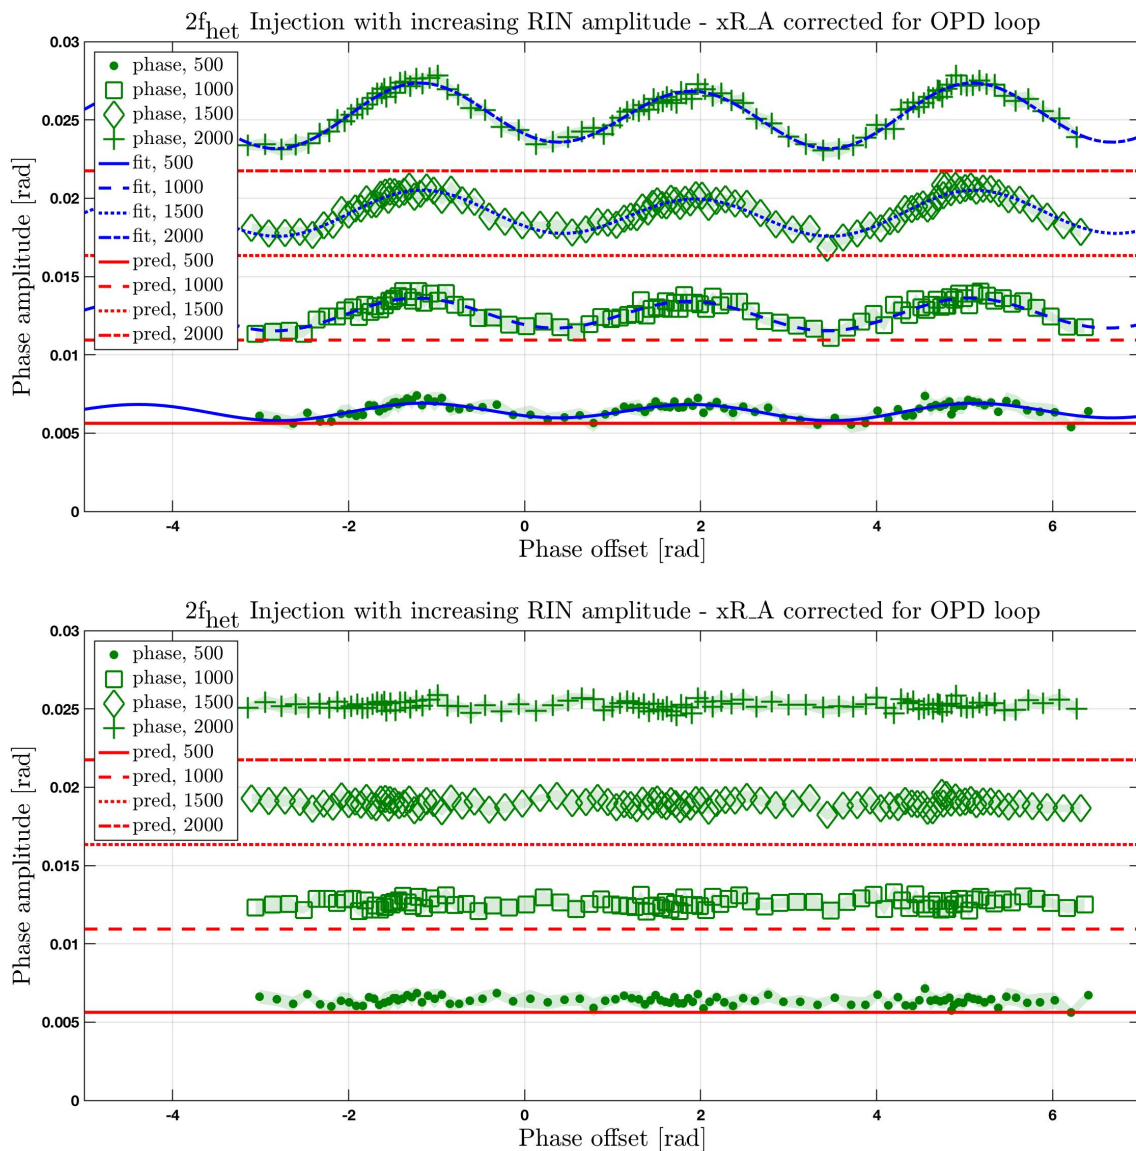 2f_het Injection with increasing RIN amplitude - xR_A corrected for OPD loop
0.03
0.025
0.02
0.015
0.01
0.005
0
Phase amplitude [rad]
phase, 500
phase, 1000
phase, 1500
phase, 2000
fit, 500
fit, 1000
fit, 1500
fit, 2000
pred, 500
pred, 1000
pred, 1500
pred, 2000
-4 -2 0 2 4 6
Phase offset [rad]
2f_het Injection with increasing RIN amplitude - xR_A corrected for OPD loop
0.03
0.025
0.02
0.015
0.01
0.005
0
Phase amplitude [rad]
phase, 500
phase, 1000
phase, 1500
phase, 2000
pred, 500
pred, 1000
pred, 1500
pred, 2000
-4 -2 0 2 4 6
Phase offset [rad]